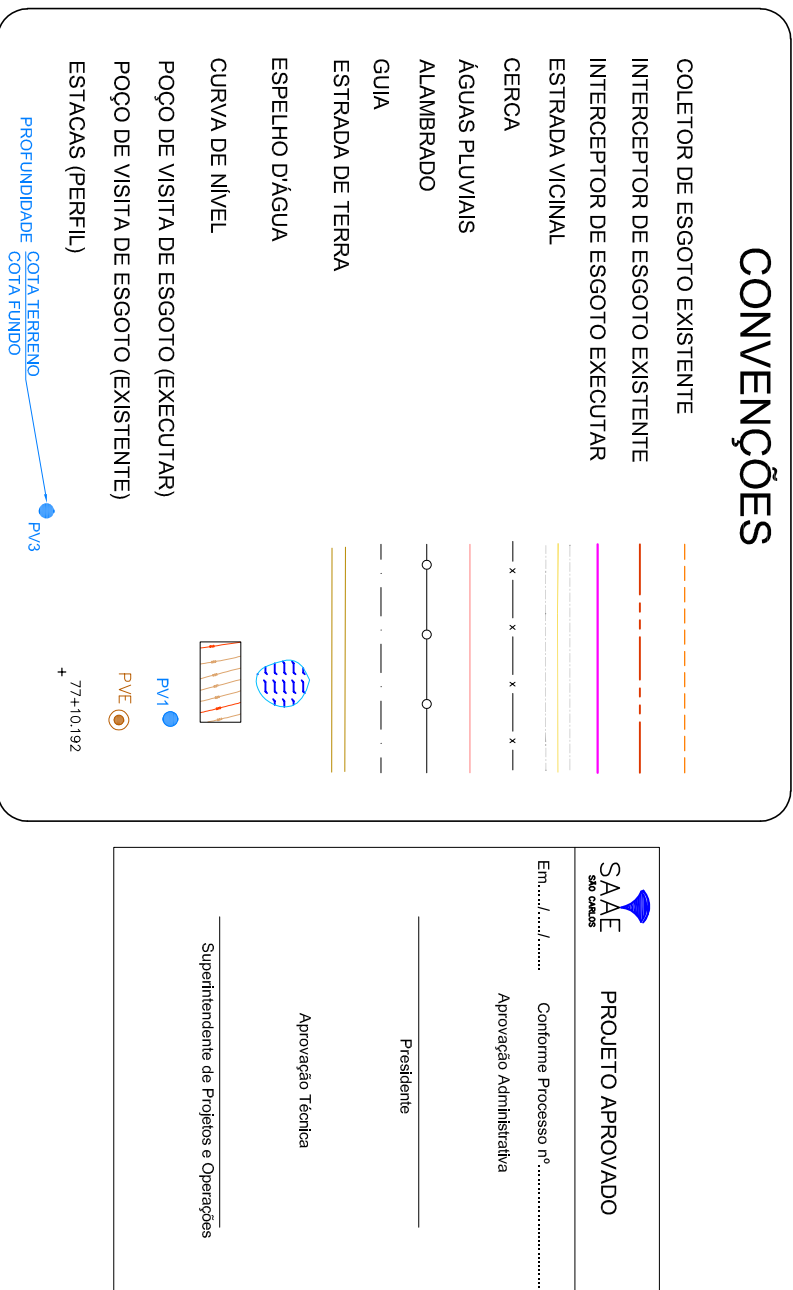 CONVENÇÕES
COLETOR DE ESGOTO EXISTENTE
INTERCEPTOR DE ESGOTO EXISTENTE
INTERCEPTOR DE ESGOTO EXECUTAR
ESTRADA VICINAL
CERCA
x x x x
ÁGUAS PLUVIAIS
ALAMBRADO
GUIA
ESTRADA DE TERRA
ESPELHO D'ÁGUA
CURVA DE NÍVEL
POÇO DE VISITA DE ESGOTO (EXECUTAR)
PV1
POÇO DE VISITA DE ESGOTO (EXISTENTE)
PVE
ESTACAS (PERFIL)
77+10.192
+
PROFUNDIDADE
COTA TERRENO
COTA FUNDO
PV3
SAAE
SÃO CARLOS
PROJETO APROVADO
Em...../...../........ Conforme Processo nº..............................
Aprovação Administrativa
Presidente
Aprovação Técnica
Superintendente de Projetos e Operações